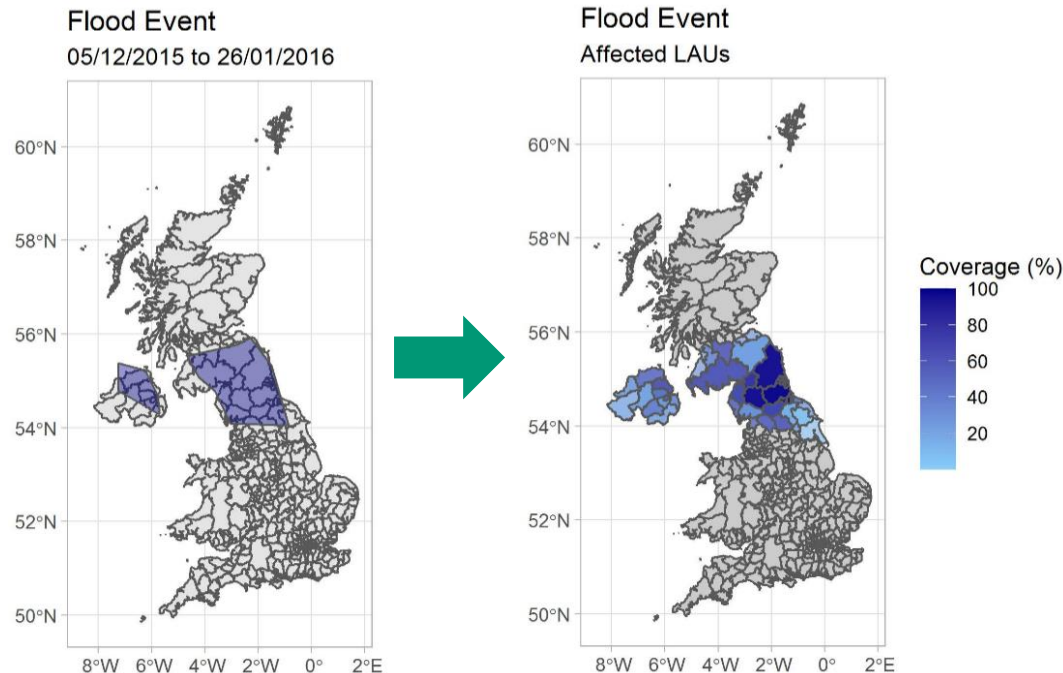 Flood Event
05/12/2015 to 26/01/2016
60°N
58°N
56°N
54°N
52°N
50°N
8°W 6°W 4°W 2°W 0° 2°E
Flood Event
Affected LAUs
60°N
58°N
56°N
54°N
52°N
50°N
8°W 6°W 4°W 2°W 0° 2°E
Coverage (%)
100
80
60
40
20